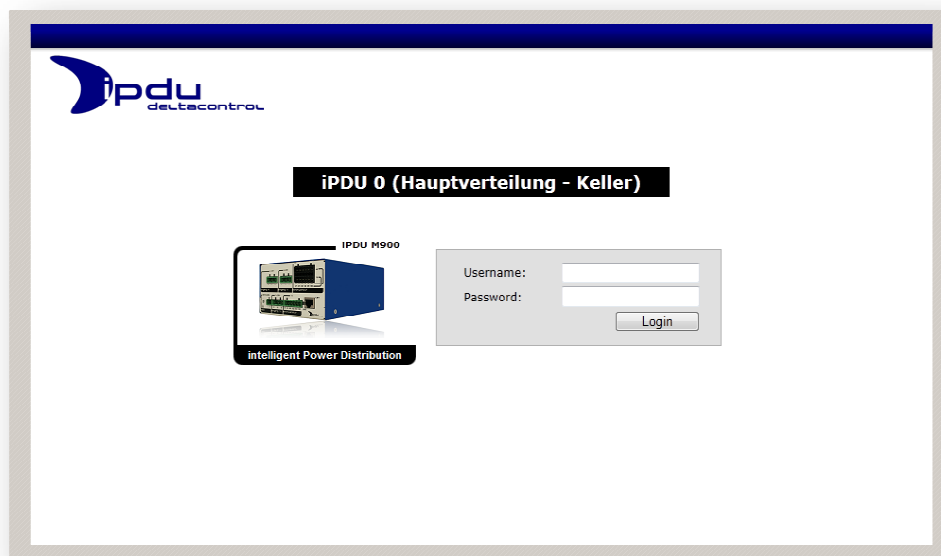 ipdu
deltacontrol
iPDU 0 (Hauptverteilung - Keller)
IPDU M900
Username:
Password:
Login
intelligent Power Distribution